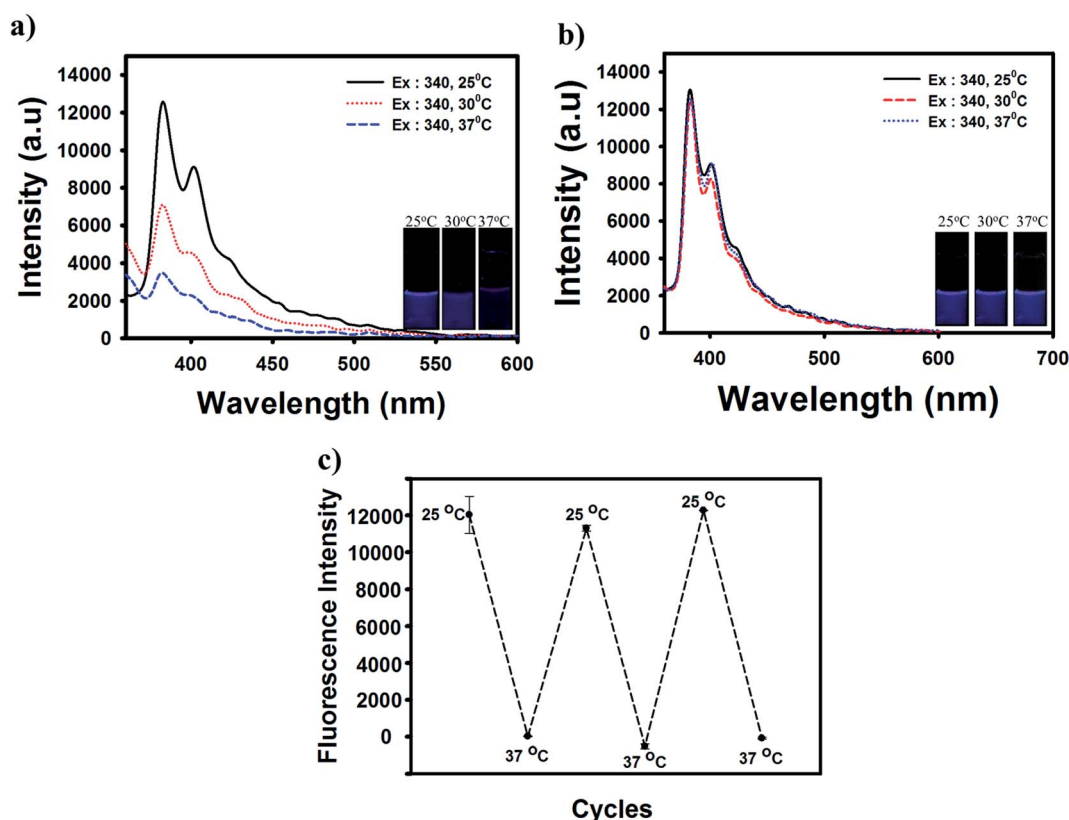 a)
14000
12000
10000
8000
6000
4000
2000
0
Intensity (a.u)
Ex : 340, 25⁰C
Ex : 340, 30⁰C
Ex : 340, 37⁰C
25°C 30°C 37°C
400 450 500 550 600
Wavelength (nm)
b)
14000
12000
10000
8000
6000
4000
2000
0
Intensity (a.u)
Ex : 340, 25⁰C
Ex : 340, 30⁰C
Ex : 340, 37⁰C
25°C 30°C 37°C
400 500 600 700
Wavelength (nm)
c)
12000
10000
8000
6000
4000
2000
0
Fluorescence Intensity
25 °C
25 °C
25 °C
37 °C
37 °C
37 °C
Cycles